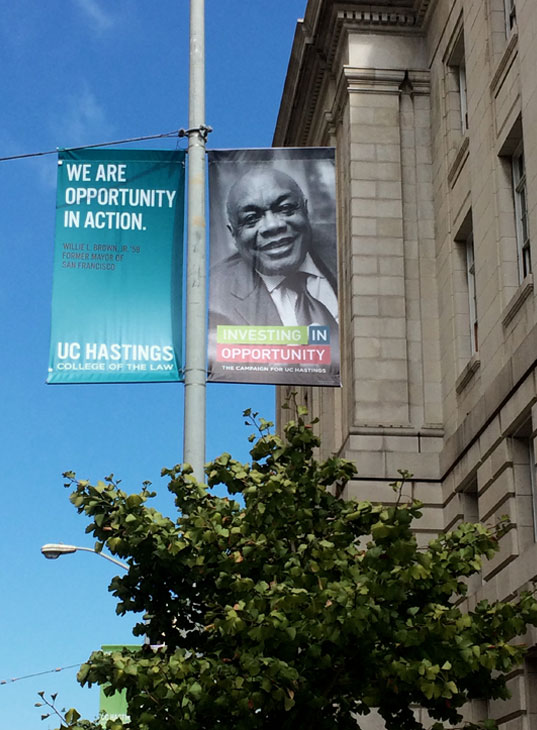 WE ARE
OPPORTUNITY
IN ACTION.
WILLIE L. BROWN, JR. '58
FORMER MAYOR OF
SAN FRANCISCO
UC HASTINGS
COLLEGE OF THE LAW
INVESTING IN
OPPORTUNITY
THE CAMPAIGN FOR UC HASTINGS